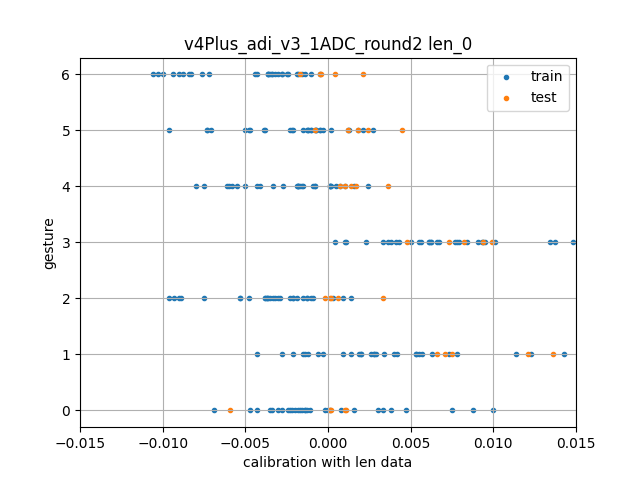 v4Plus_adi_v3_1ADC_round2 len_0
train
test
6
5
4
3
2
1
0
gesture
−0.015 −0.010 −0.005 0.000 0.005 0.010 0.015
calibration with len data